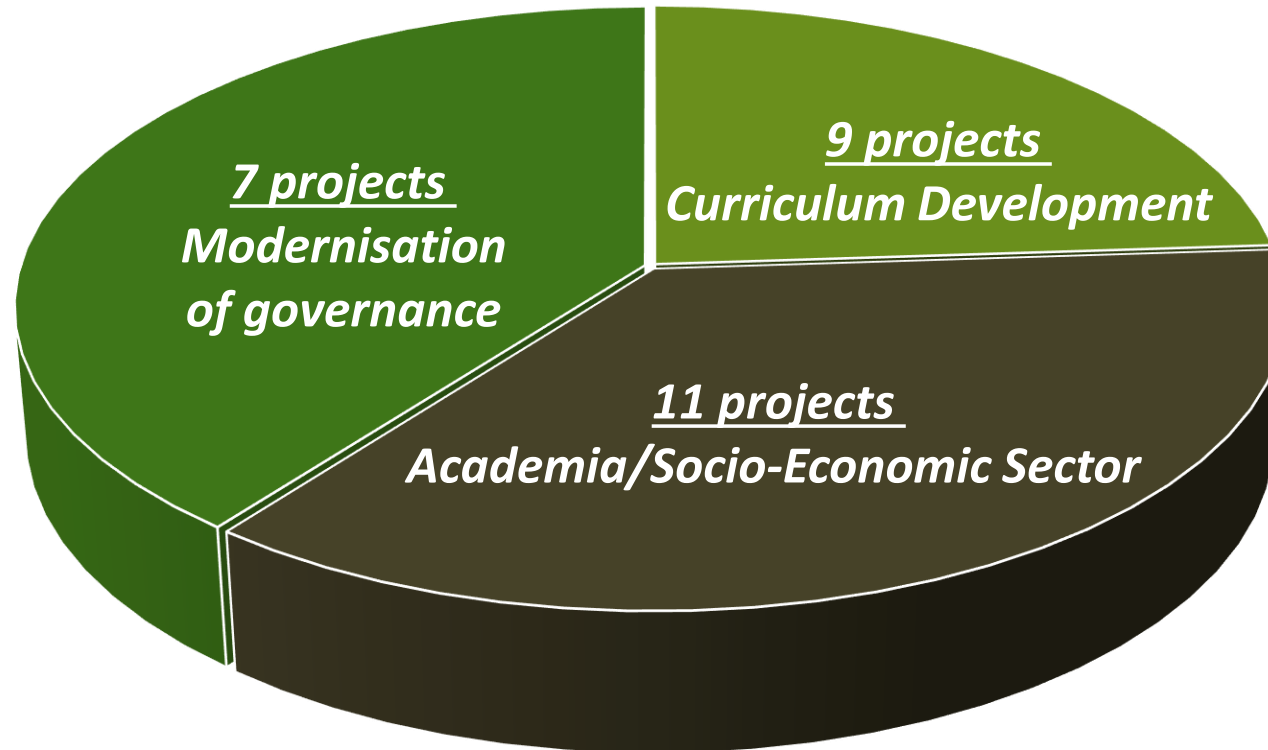 9 projects
Curriculum Development
7 projects
Modernisation
of governance
11 projects
Academia/Socio-Economic Sector